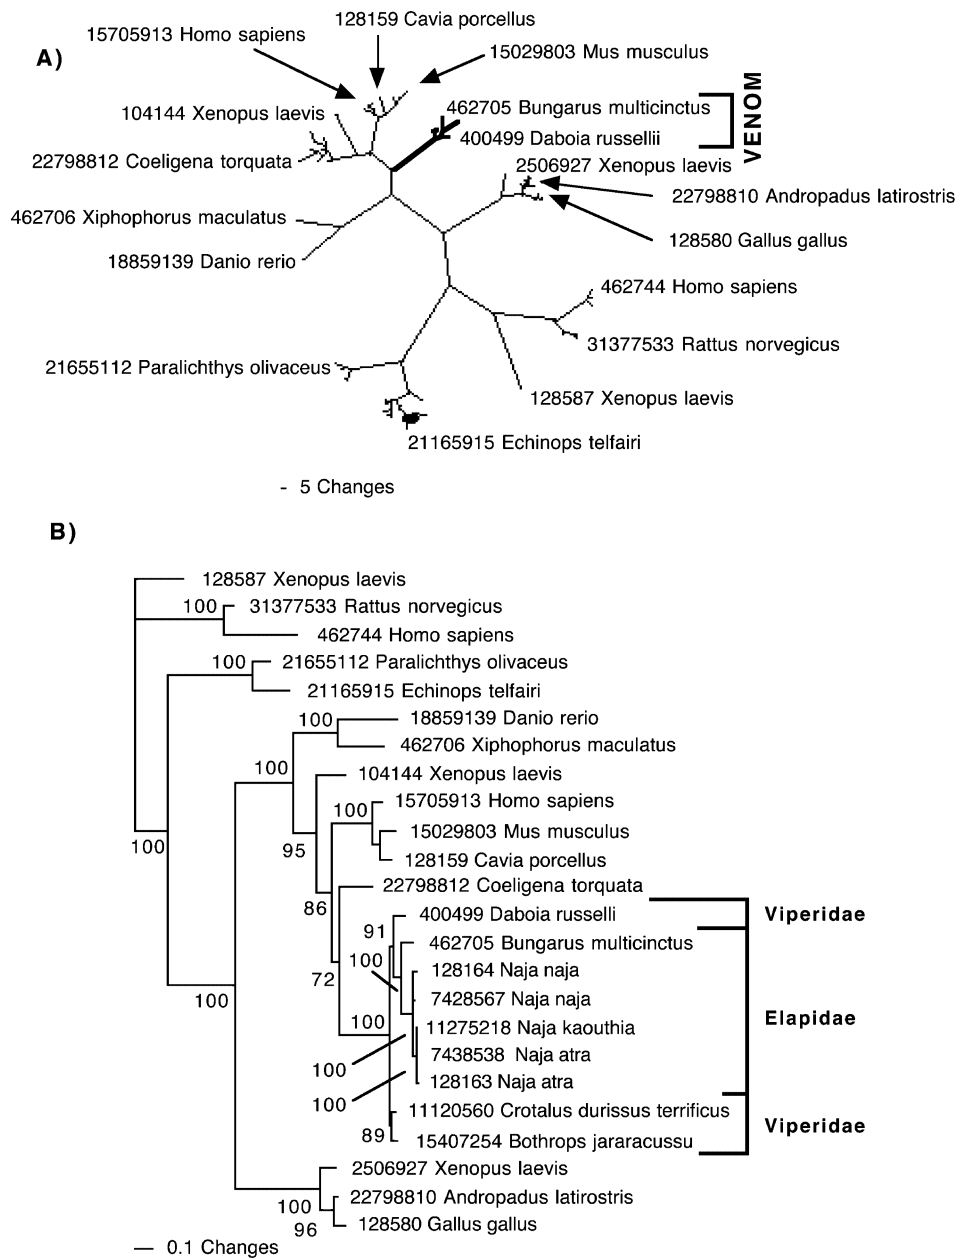 A)
128159 Cavia porcellus
15705913 Homo sapiens
15029803 Mus musculus
104144 Xenopus laevis
462705 Bungarus multicinctus
400499 Daboia russellii
VENOM
22798812 Coeligena torquata
2506927 Xenopus laevis
22798810 Andropadus latirostris
462706 Xiphophorus maculatus
128580 Gallus gallus
18859139 Danio rerio
462744 Homo sapiens
31377533 Rattus norvegicus
21655112 Paralichthys olivaceus
128587 Xenopus laevis
21165915 Echinops telfairi
- 5 Changes
B)
128587 Xenopus laevis
100
31377533 Rattus norvegicus
462744 Homo sapiens
100
21655112 Paralichthys olivaceus
21165915 Echinops telfairi
100
18859139 Danio rerio
462706 Xiphophorus maculatus
100
104144 Xenopus laevis
15705913 Homo sapiens
100
15029803 Mus musculus
100
95
128159 Cavia porcellus
22798812 Coeligena torquata
86
400499 Daboia russelli
Viperidae
91
462705 Bungarus multicinctus
100
128164 Naja naja
72
7428567 Naja naja
100
100
11275218 Naja kaouthia
Elapidae
7438538 Naja atra
100
128163 Naja atra
100
11120560 Crotalus durissus terrificus
Viperidae
89
15407254 Bothrops jararacussu
2506927 Xenopus laevis
22798810 Andropadus latirostris
100
128580 Gallus gallus
96
0.1 Changes